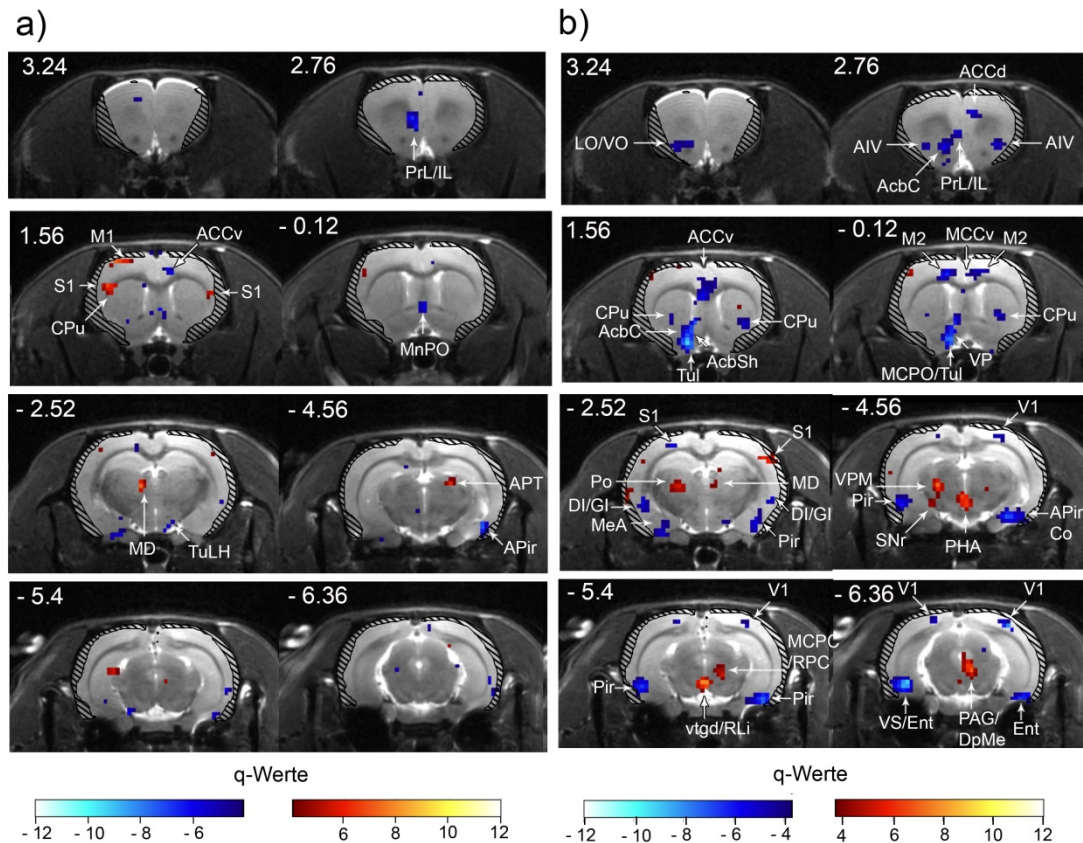 a)
3.24
2.76
PrL/IL
1.56
M1
ACCv
S1
S1
CPu
- 0.12
MnPO
- 2.52
MD
TuLH
- 4.56
APT
APir
- 5.4
- 6.36
q-Werte
- 12
- 10
- 8
- 6
6
8
10
12
b)
3.24
LO/VO
2.76
ACCd
AIV
AIV
AcbC
PrL/IL
1.56
ACCv
CPu
CPu
AcbC
AcbSh
Tul
- 0.12
M2
MCCv
M2
CPu
VP
MCPO/Tul
- 2.52
S1
S1
Po
MD
DI/GI
DI/GI
MeA
Pir
- 4.56
V1
VPM
Pir
APir
Co
SNr
PHA
- 5.4
V1
MCPC
/RPC
Pir
Pir
vtgd/RLi
- 6.36
V1
V1
VS/Ent
PAG/
DpMe
Ent
q-Werte
- 12
- 10
- 8
- 6
- 4
4
6
8
10
12